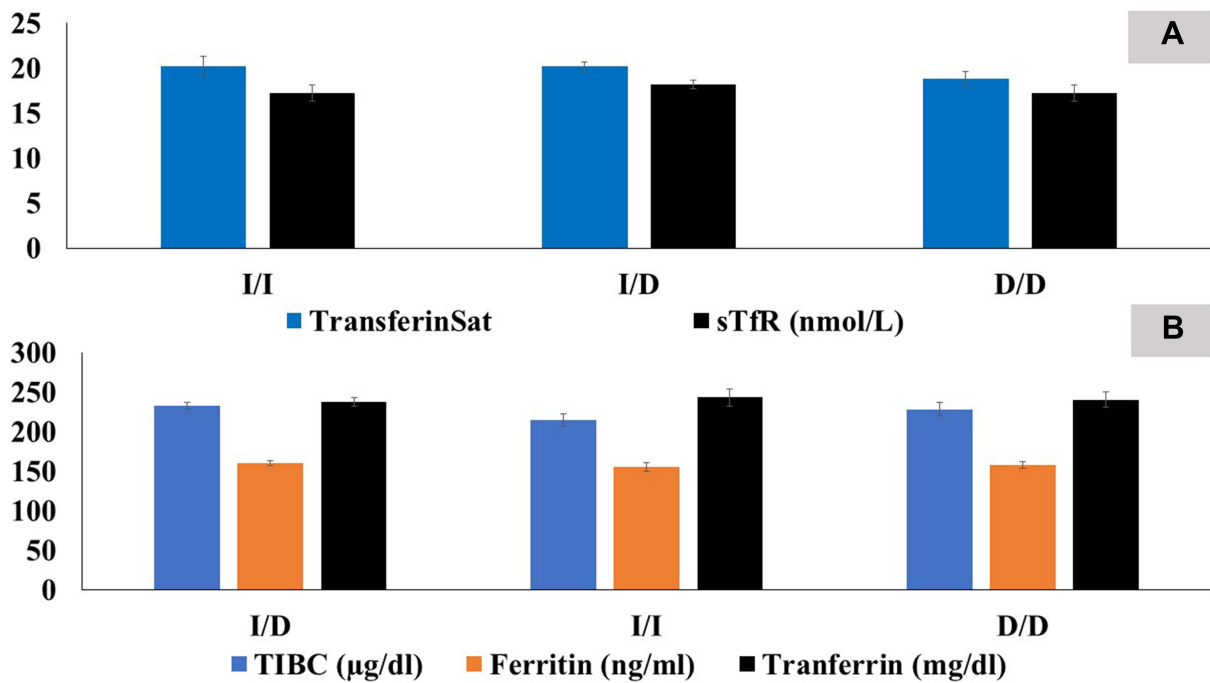 A
25
20
15
10
5
0
I/I I/D D/D
TransferinSat sTfR (nmol/L)
B
300
250
200
150
100
50
0
I/D I/I D/D
TIBC (µg/dl) Ferritin (ng/ml) Tranferrin (mg/dl)